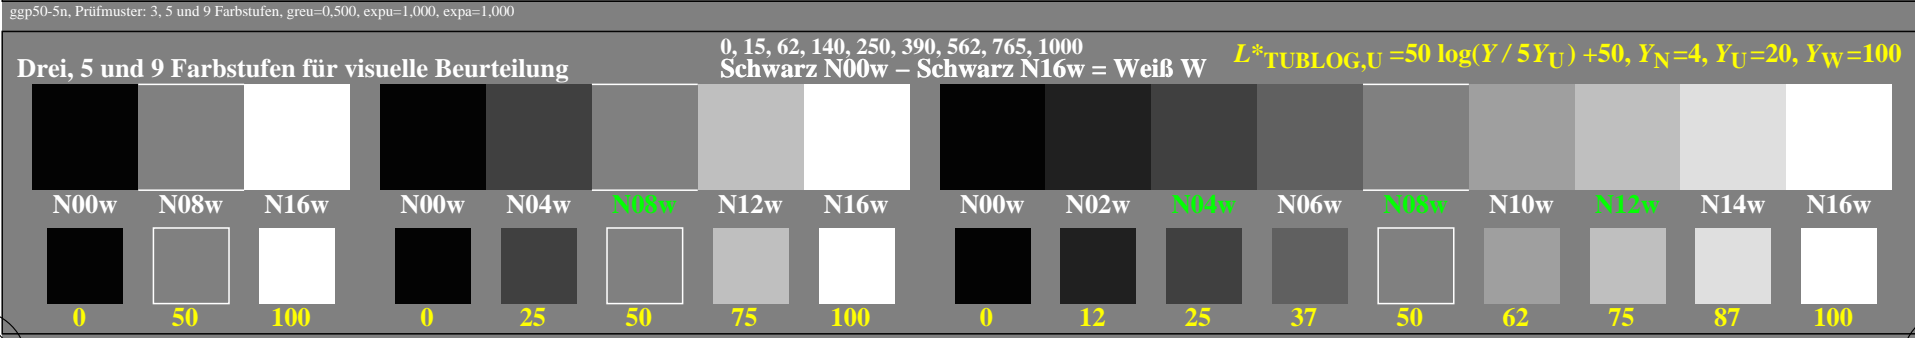 ggp50-5n, Prüfmuster: 3, 5 und 9 Farbstufen, greu=0,500, expu=1,000, expa=1,000
Drei, 5 und 9 Farbstufen für visuelle Beurteilung
0, 15, 62, 140, 250, 390, 562, 765, 1000
Schwarz N00w – Schwarz N16w = Weiß W
L*TUBLOG,U =50 log(Y / 5YU) +50, YN=4, YU=20, YW=100
N00w N08w N16w N00w N04w N08w N12w N16w N00w N02w N04w N06w N08w N10w N12w N14w N16w
0 50 100 0 25 50 75 100 0 12 25 37 50 62 75 87 100